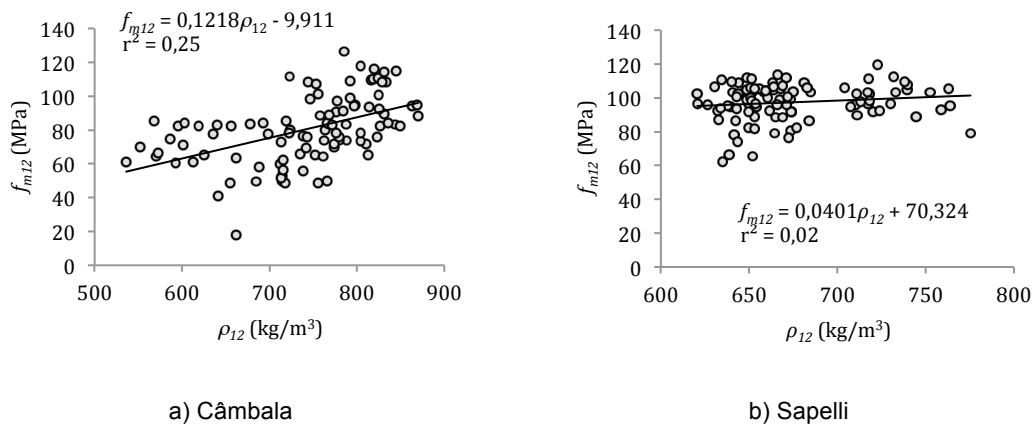 f_m12 = 0,1218ρ_12 - 9,911
r² = 0,25
140
120
100
80
60
40
20
0
f_m12 (MPa)
500 600 700 800 900
ρ_12 (kg/m³)
a) Câmbala
140
120
100
80
60
40
20
0
f_m12 (MPa)
f_m12 = 0,0401ρ_12 + 70,324
r² = 0,02
600 650 700 750 800
ρ_12 (kg/m³)
b) Sapelli